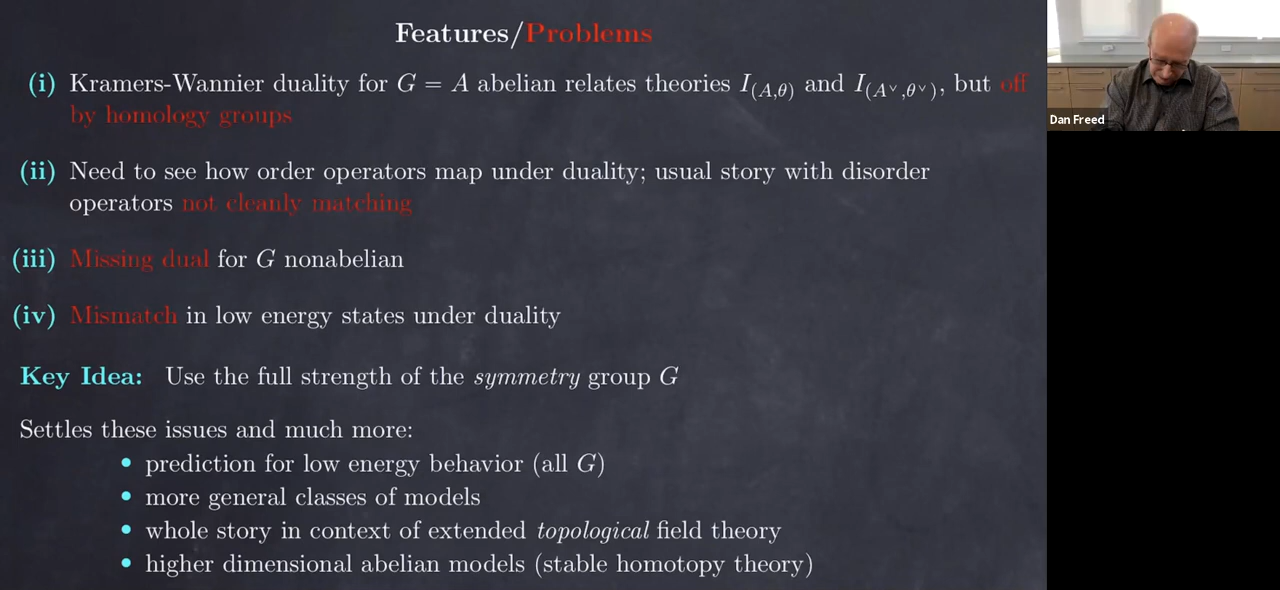 Features/Problems
(i) Kramers-Wannier duality for G = A abelian relates theories I(A,θ) and I(A∨,θ∨), but off
by homology groups
(ii) Need to see how order operators map under duality; usual story with disorder
operators not cleanly matching
(iii) Missing dual for G nonabelian
(iv) Mismatch in low energy states under duality
Key Idea: Use the full strength of the symmetry group G
Settles these issues and much more:
• prediction for low energy behavior (all G)
• more general classes of models
• whole story in context of extended topological field theory
• higher dimensional abelian models (stable homotopy theory)
Dan Freed